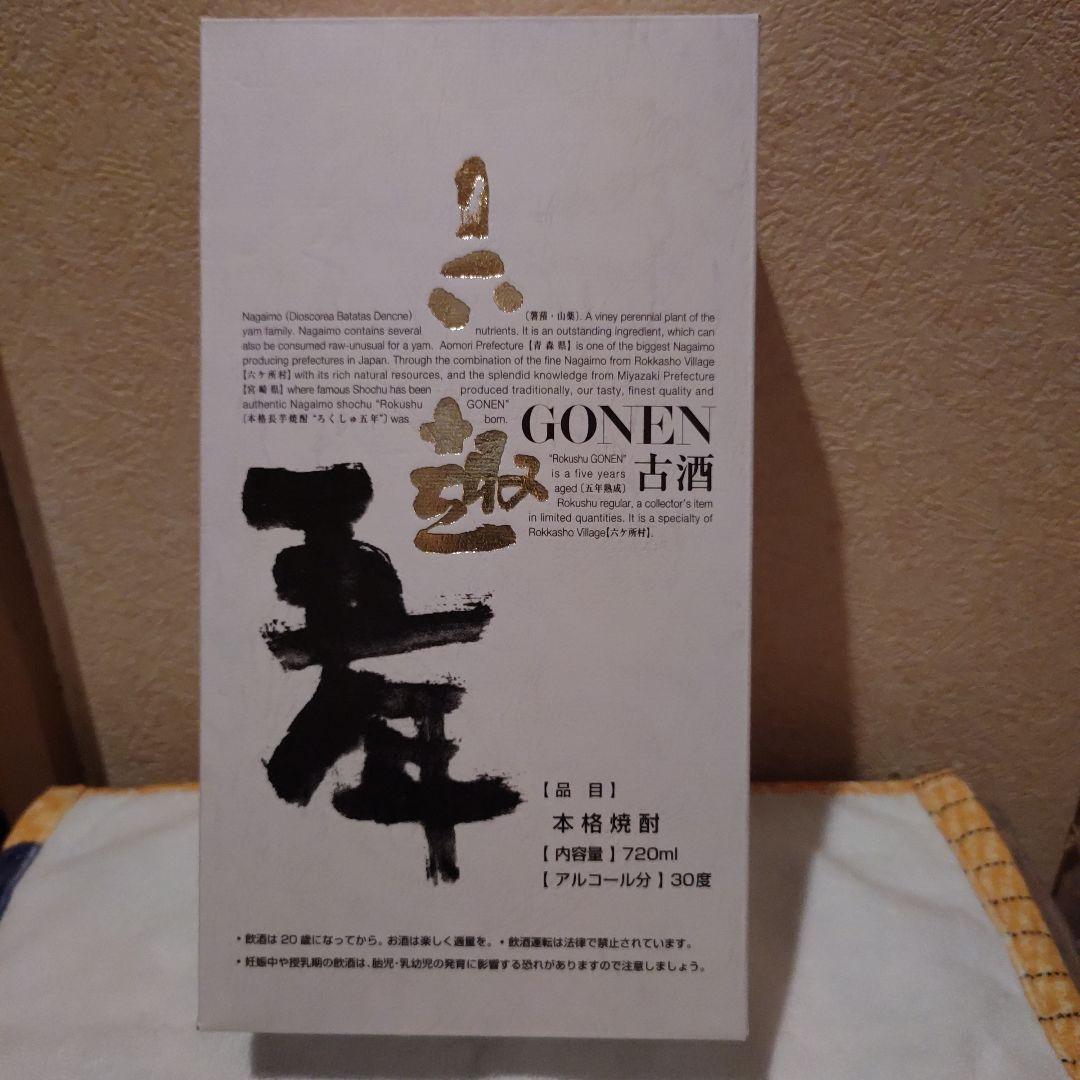 六趣
五年
Nagaimo (Dioscorea Batatas Dencne) 〔薯蕷・山薬〕. A viney perennial plant of the
yam family. Nagaimo contains several nutrients. It is an outstanding ingredient, which can
also be consumed raw-unusual for a yam. Aomori Prefecture【青森県】is one of the biggest Nagaimo
producing prefectures in Japan. Through the combination of the fine Nagaimo from Rokkasho Village
【六ケ所村】with its rich natural resources, and the splendid knowledge from Miyazaki Prefecture
【宮崎県】where famous Shochu has been produced traditionally, our tasty, finest quality and
authentic Nagaimo shochu "Rokushu GONEN"
〔本格長芋焼酎 "ろくしゅ五年"〕was born.
GONEN
古酒
"Rokushu GONEN"
is a five years
aged〔五年熟成〕
Rokushu regular, a collector's item
in limited quantities. It is a specialty of
Rokkasho Village【六ケ所村】.
【品 目】
本格焼酎
【内容量】720ml
【アルコール分】30度
・飲酒は20歳になってから。お酒は楽しく適量を。・飲酒運転は法律で禁止されています。
・妊娠中や授乳期の飲酒は、胎児・乳幼児の発育に影響する恐れがありますので注意しましょう。